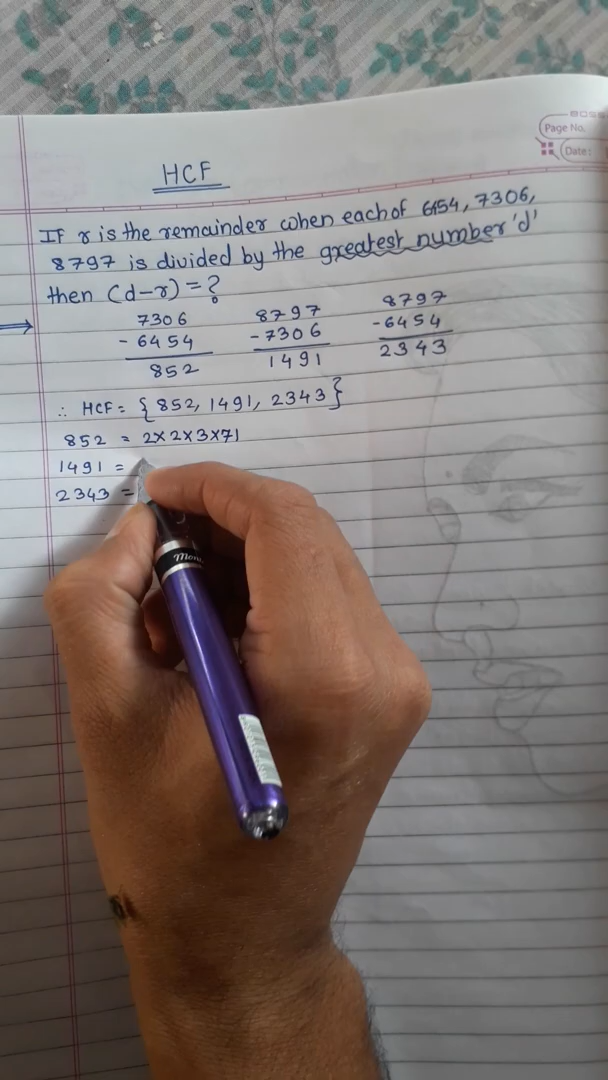 Page No.
Date:
HCF
If r is the remainder when each of 6454, 7306,
8797 is divided by the greatest number 'd'
then (d-r) = ?
7306 8797 8797
- 6454 -7306 -6454
852 1491 2343
∴ HCF = {852, 1491, 2343}
852 = 2×2×3×71
1491 =
2343 =